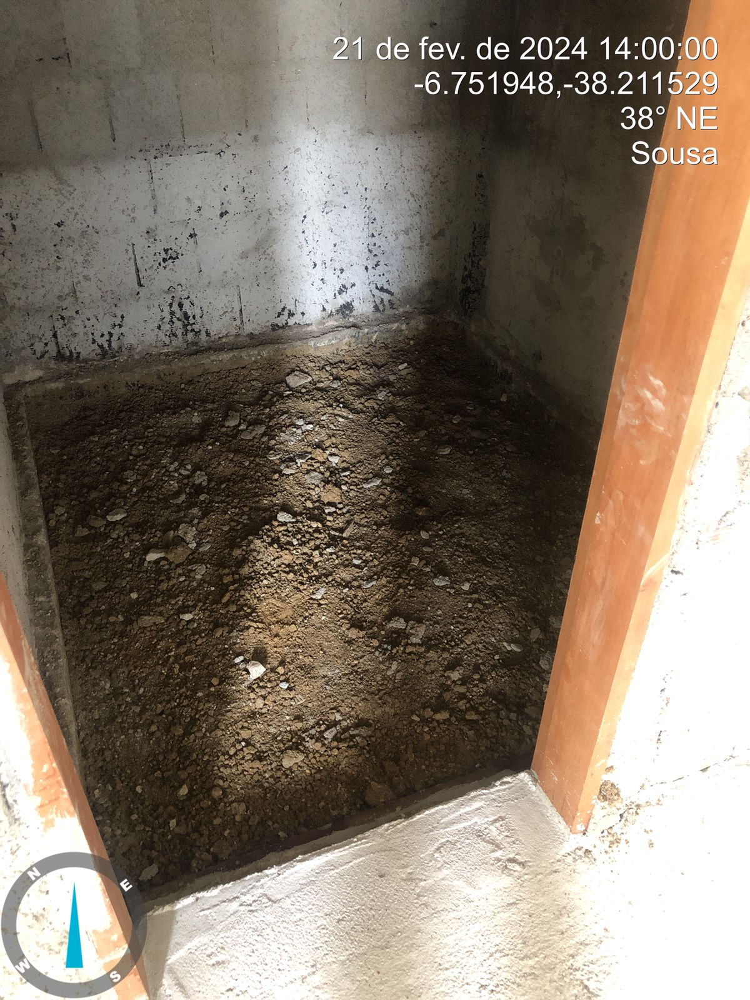 21 de fev. de 2024 14:00:00
-6.751948,-38.211529
38° NE
Sousa
N
E
W
S